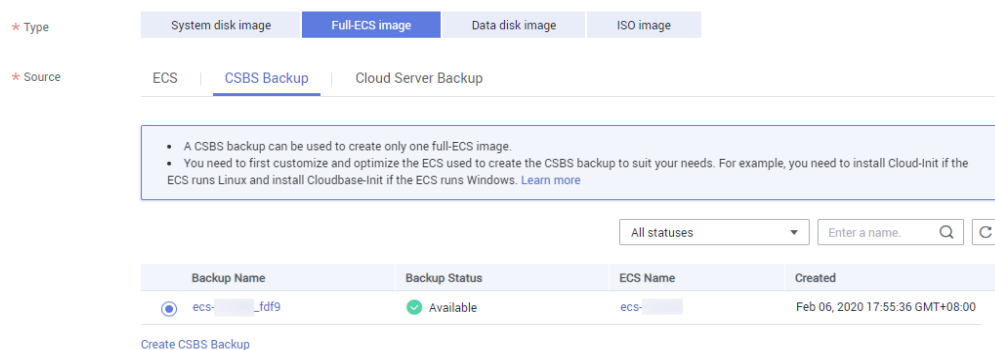 * Type System disk image Full-ECS image Data disk image ISO image
* Source ECS CSBS Backup Cloud Server Backup
• A CSBS backup can be used to create only one full-ECS image.
• You need to first customize and optimize the ECS used to create the CSBS backup to suit your needs. For example, you need to install Cloud-Init if the
ECS runs Linux and install Cloudbase-Init if the ECS runs Windows. Learn more
All statuses Enter a name.
Backup Name Backup Status ECS Name Created
ecs- _fdf9 Available ecs- Feb 06, 2020 17:55:36 GMT+08:00
Create CSBS Backup